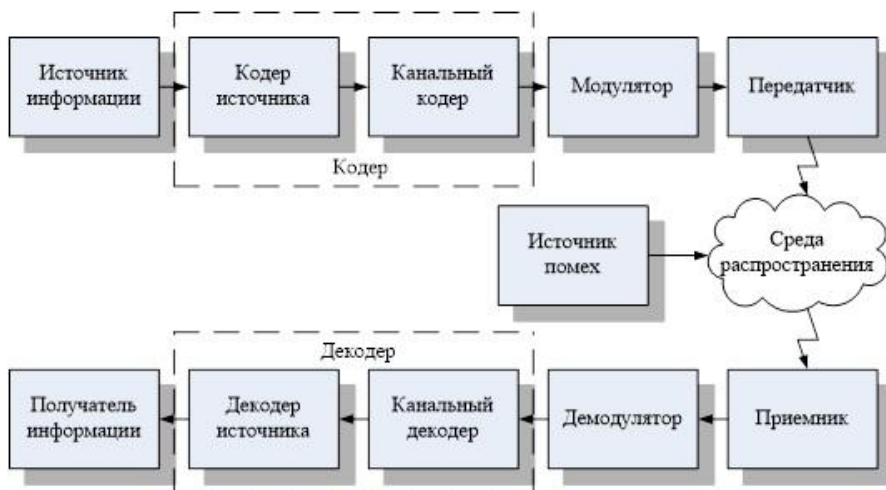 Источник
информации
Кодер
источника
Канальный
кодер
Модулятор
Передатчик
Кодер
Источник
помех
Среда
распространения
Декодер
Получатель
информации
Декодер
источника
Канальный
декодер
Демодулятор
Приемник